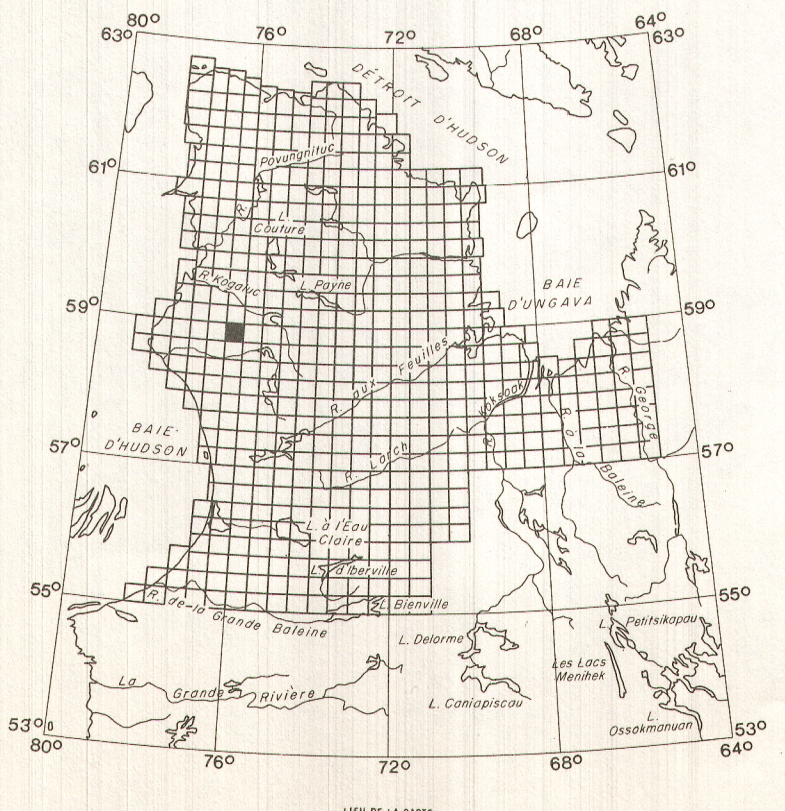 80° 76° 72° 68° 64°
63° 63°
DÉTROIT D'HUDSON
Povungnituc
61° 61°
R.
L.
Couture
R. Kogaluc
L. Payne
BAIE
D'UNGAVA
59° 59°
R. aux Feuilles
Koksoak
R.
R. George
R. à la Baleine
BAIE-
D'HUDSON
57° 57°
R. Larch
L. à l'Eau
Claire
L. d'Iberville
55° 55°
R. de-la Grande Baleine
L. Bienville
L. Delorme
L. Petitsikapau
Les Lacs
Menihek
La Grande Rivière
L. Caniapiscau
L.
Ossokmanuan
53° 53°
80° 76° 72° 68° 64°